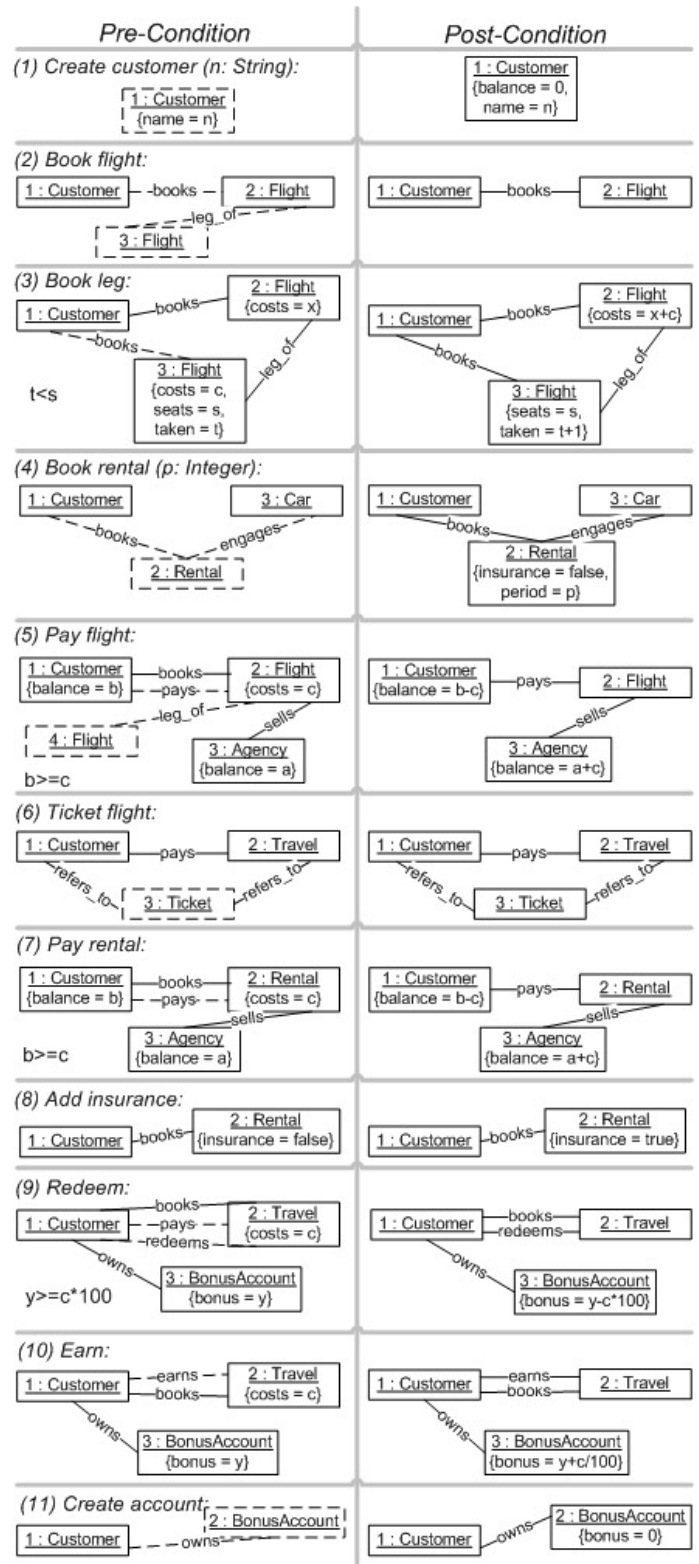 Pre-Condition
Post-Condition
(1) Create customer (n: String):
1 : Customer
{name = n}
1 : Customer
{balance = 0,
name = n}
(2) Book flight:
1 : Customer
books
2 : Flight
leg_of
3 : Flight
1 : Customer
books
2 : Flight
(3) Book leg:
1 : Customer
books
2 : Flight
{costs = x}
books
leg_of
t<s
3 : Flight
{costs = c,
seats = s,
taken = t}
1 : Customer
books
2 : Flight
{costs = x+c}
books
leg_of
3 : Flight
{seats = s,
taken = t+1}
(4) Book rental (p: Integer):
1 : Customer
3 : Car
books
engages
2 : Rental
1 : Customer
3 : Car
books
engages
2 : Rental
{insurance = false,
period = p}
(5) Pay flight:
1 : Customer
{balance = b}
books
pays
2 : Flight
{costs = c}
leg_of
sells
4 : Flight
3 : Agency
{balance = a}
b>=c
1 : Customer
{balance = b-c}
pays
2 : Flight
sells
3 : Agency
{balance = a+c}
(6) Ticket flight:
1 : Customer
pays
2 : Travel
refers_to
refers_to
3 : Ticket
1 : Customer
pays
2 : Travel
refers_to
refers_to
3 : Ticket
(7) Pay rental:
1 : Customer
{balance = b}
books
pays
2 : Rental
{costs = c}
sells
3 : Agency
{balance = a}
b>=c
1 : Customer
{balance = b-c}
pays
2 : Rental
sells
3 : Agency
{balance = a+c}
(8) Add insurance:
1 : Customer
books
2 : Rental
{insurance = false}
1 : Customer
books
2 : Rental
{insurance = true}
(9) Redeem:
1 : Customer
books
pays
redeems
2 : Travel
{costs = c}
owns
3 : BonusAccount
{bonus = y}
y>=c*100
1 : Customer
books
redeems
2 : Travel
owns
3 : BonusAccount
{bonus = y-c*100}
(10) Earn:
1 : Customer
earns
books
2 : Travel
{costs = c}
owns
3 : BonusAccount
{bonus = y}
1 : Customer
earns
books
2 : Travel
owns
3 : BonusAccount
{bonus = y+c/100}
(11) Create account:
1 : Customer
owns
2 : BonusAccount
1 : Customer
owns
2 : BonusAccount
{bonus = 0}